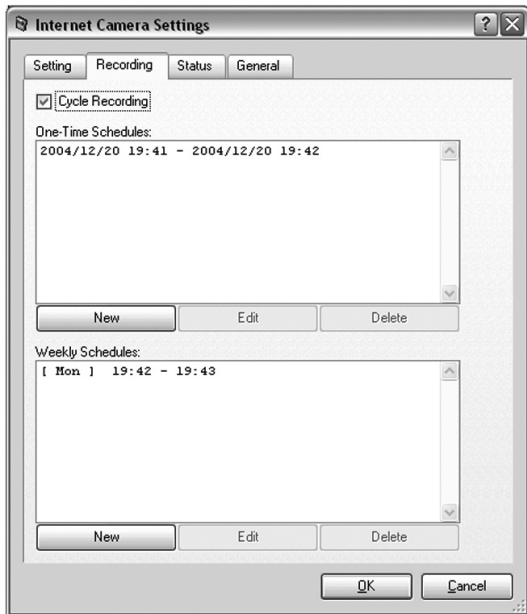 Internet Camera Settings
Setting Recording Status General
Cycle Recording
One-Time Schedules:
2004/12/20 19:41 - 2004/12/20 19:42
New Edit Delete
Weekly Schedules:
[ Mon ] 19:42 - 19:43
New Edit Delete
OK Cancel